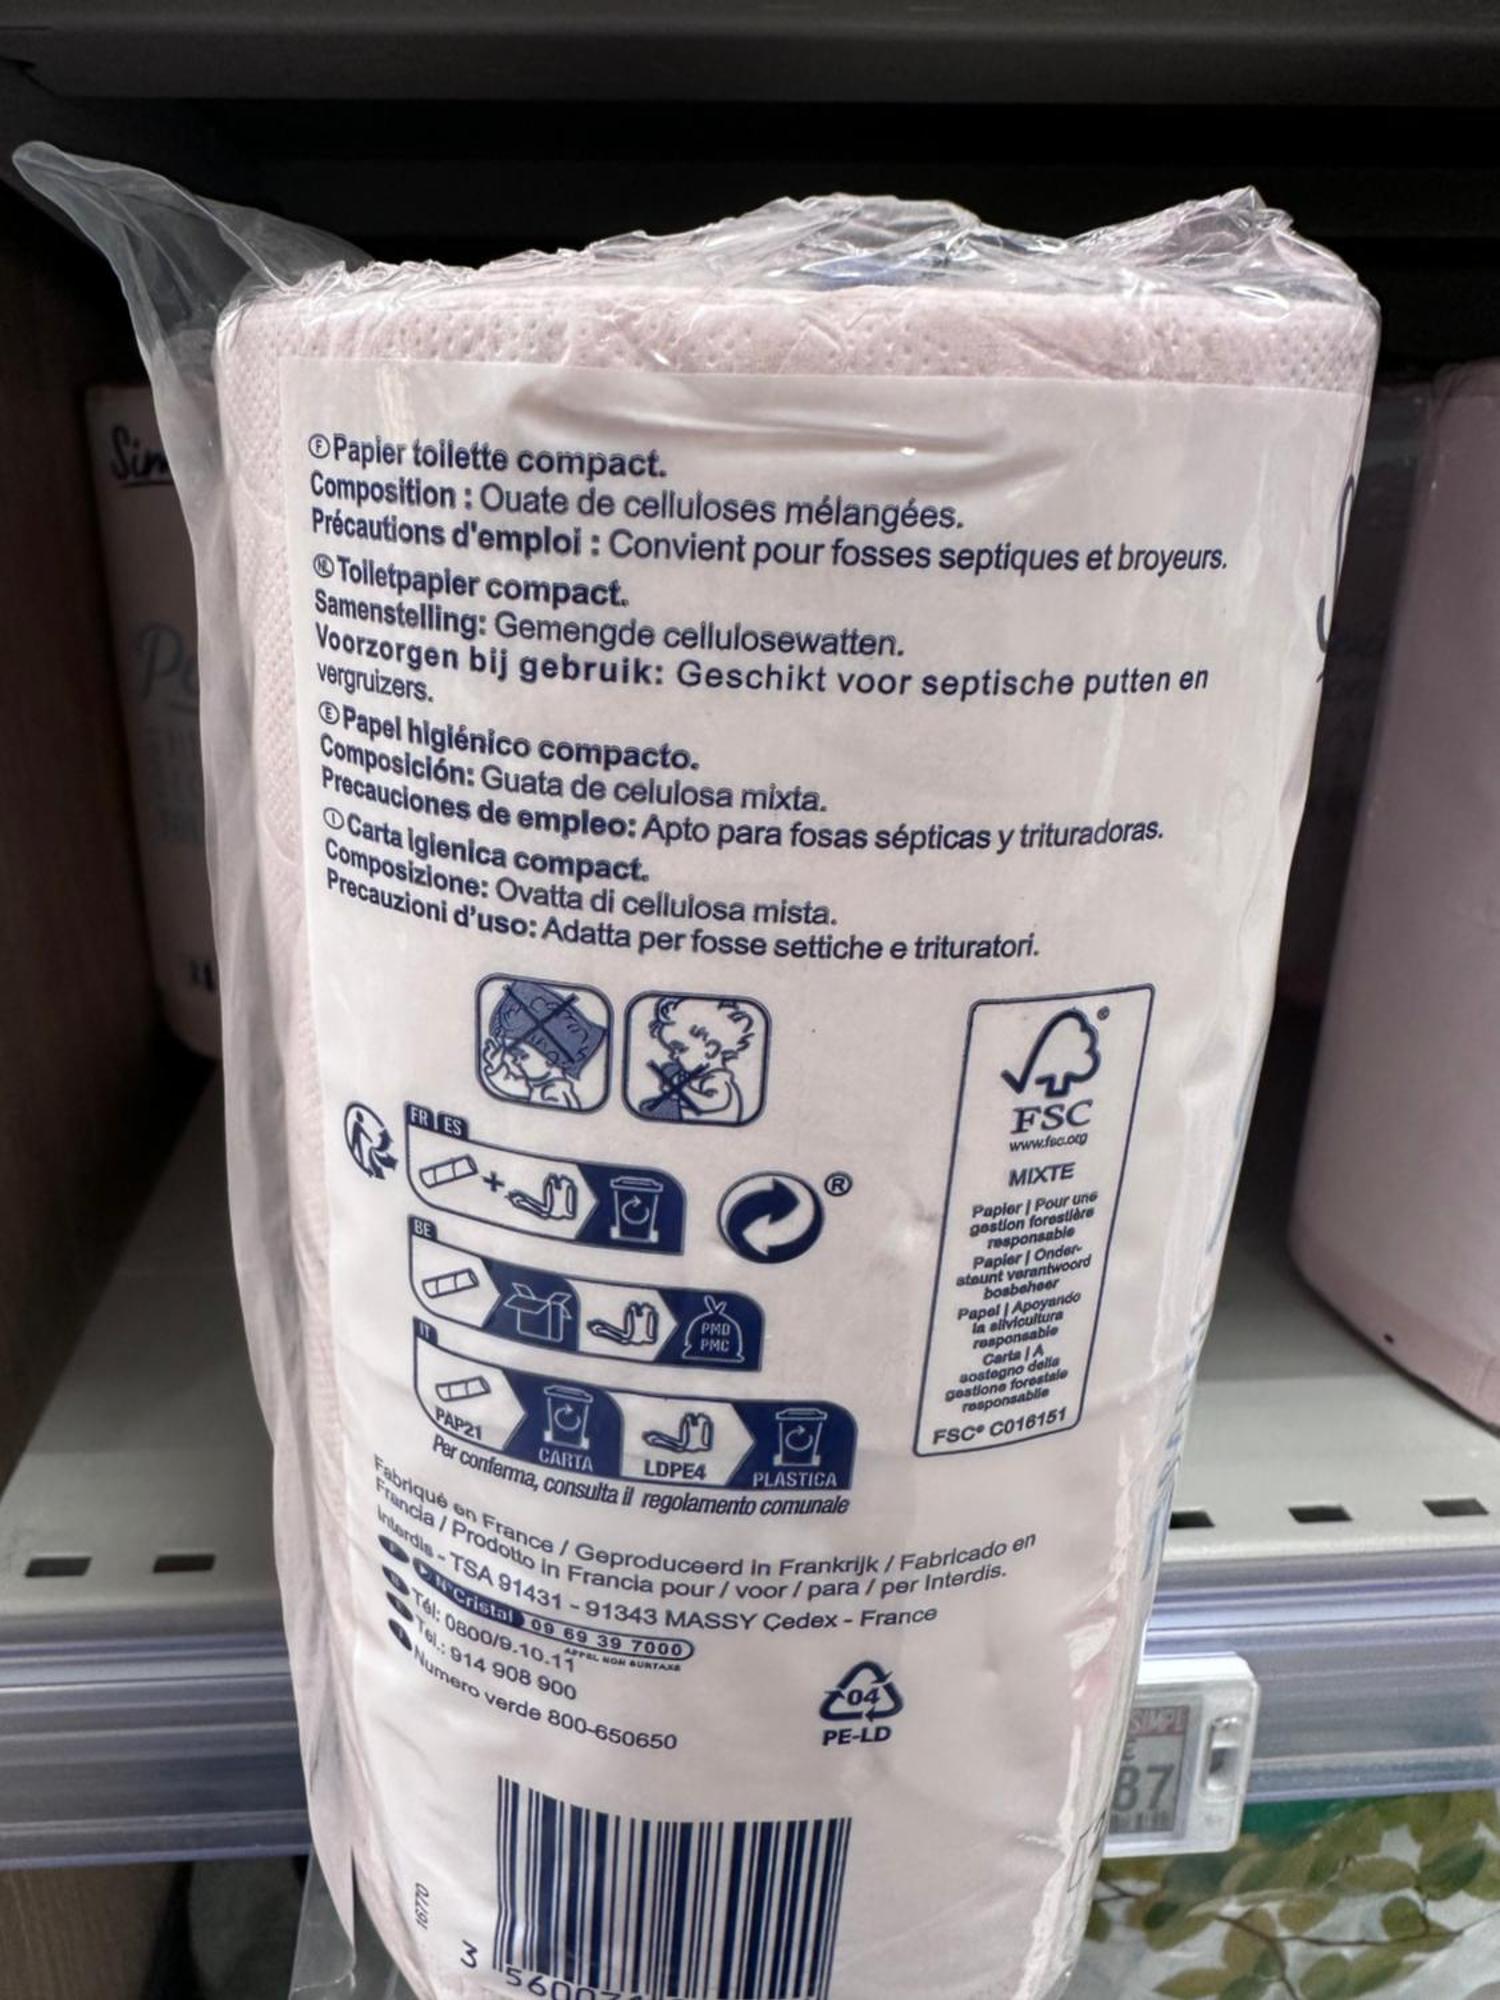 Sim
F Papier toilette compact.
Composition : Ouate de celluloses mélangées.
Précautions d'emploi : Convient pour fosses septiques et broyeurs.
NL Toiletpapier compact.
Samenstelling: Gemengde cellulosewatten.
Voorzorgen bij gebruik: Geschikt voor septische putten en
vergruizers.
E Papel higiénico compacto.
Composición: Guata de celulosa mixta.
Precauciones de empleo: Apto para fosas sépticas y trituradoras.
I Carta igienica compact.
Composizione: Ovatta di cellulosa mista.
Precauzioni d'uso: Adatta per fosse settiche e trituratori.
FR ES
®
BE
PMD
PMC
IT
PAP21
CARTA
LDPE4
PLASTICA
Per conferma, consulta il regolamento comunale
®
FSC
www.fsc.org
MIXTE
Papier | Pour une
gestion forestière
responsable
Papier | Onder-
steunt verantwoord
bosbeheer
Papel | Apoyando
la silvicultura
responsable
Carta | A
sostegno della
gestione forestale
responsabile
FSC® C016151
Fabriqué en France / Geproduceerd in Frankrijk / Fabricado en
Francia / Prodotto in Francia pour / voor / para / per Interdis.
Interdis - TSA 91431 - 91343 MASSY Çedex - France
F N°Cristal 09 69 39 7000
APPEL NON SURTAXÉ
B Tél: 0800/9.10.11
E Tel.: 914 908 900
I Numero verde 800-650650
04
PE-LD
16770
3 560071
SIMPL
87